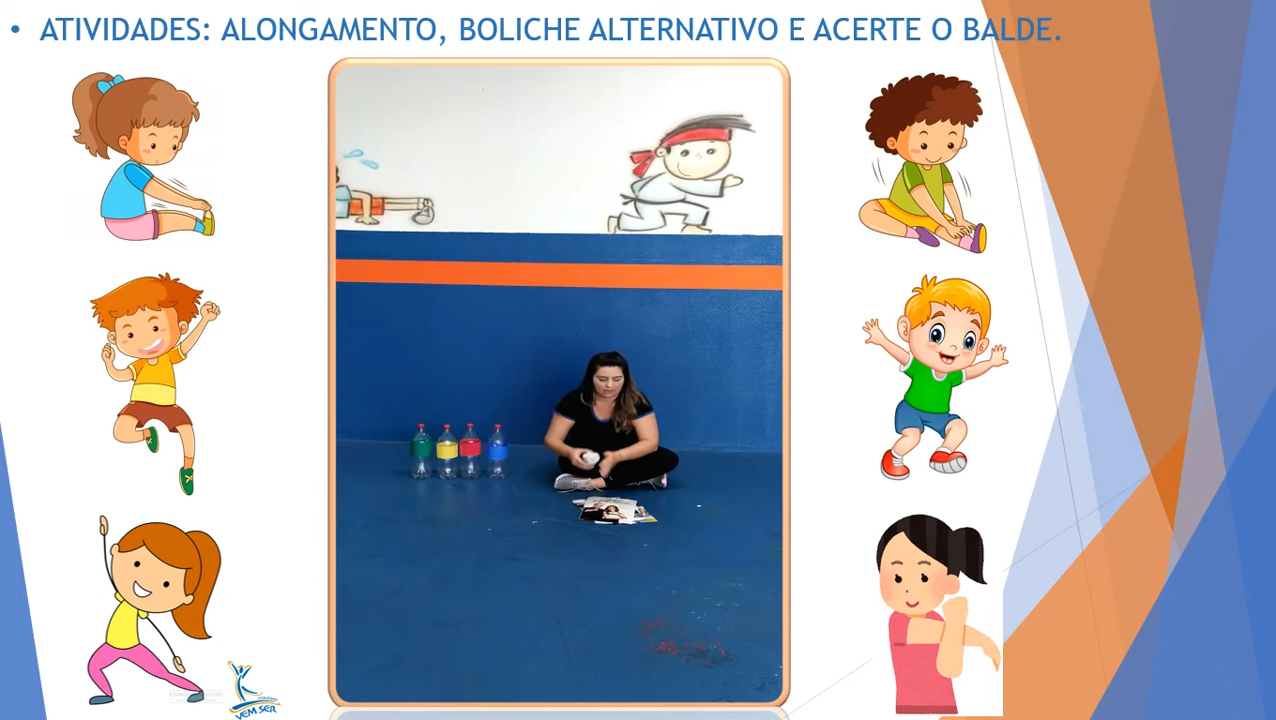 • ATIVIDADES: ALONGAMENTO, BOLICHE ALTERNATIVO E ACERTE O BALDE.
VEM SER